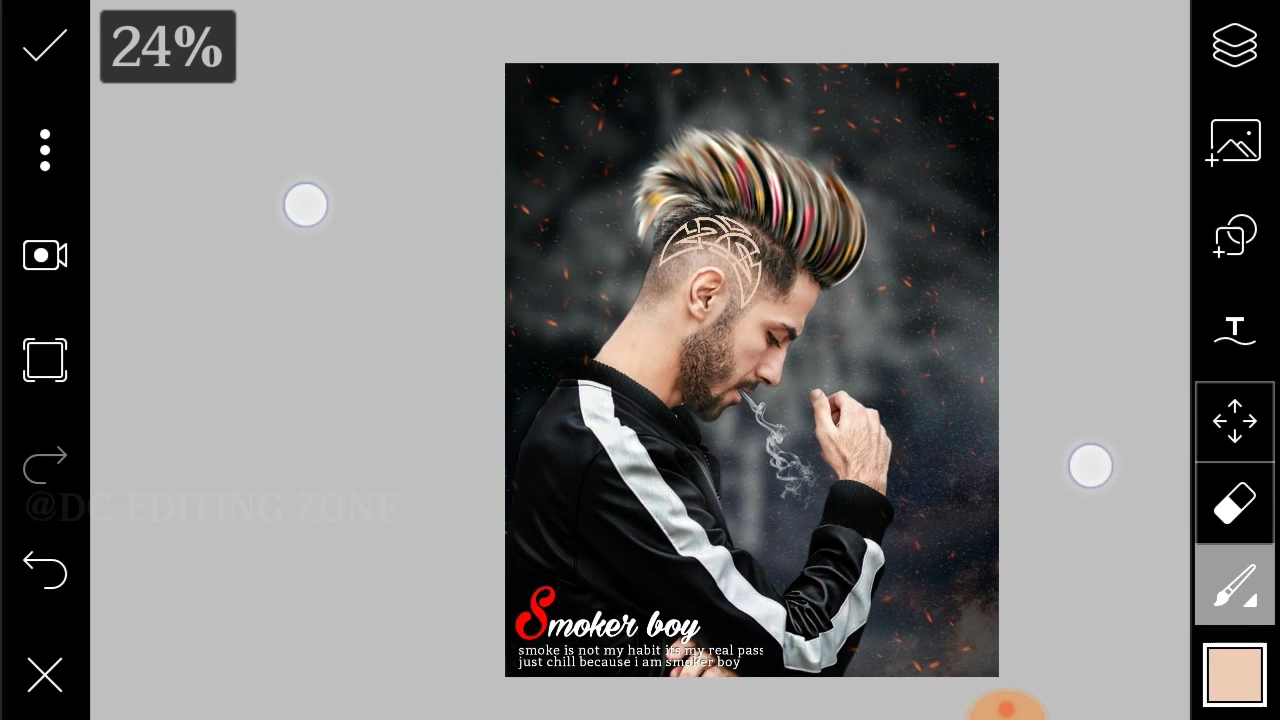 24%
@DC EDITING ZONE
T
Smoker boy
smoke is not my habit its my real pass
just chill because i am smoker boy